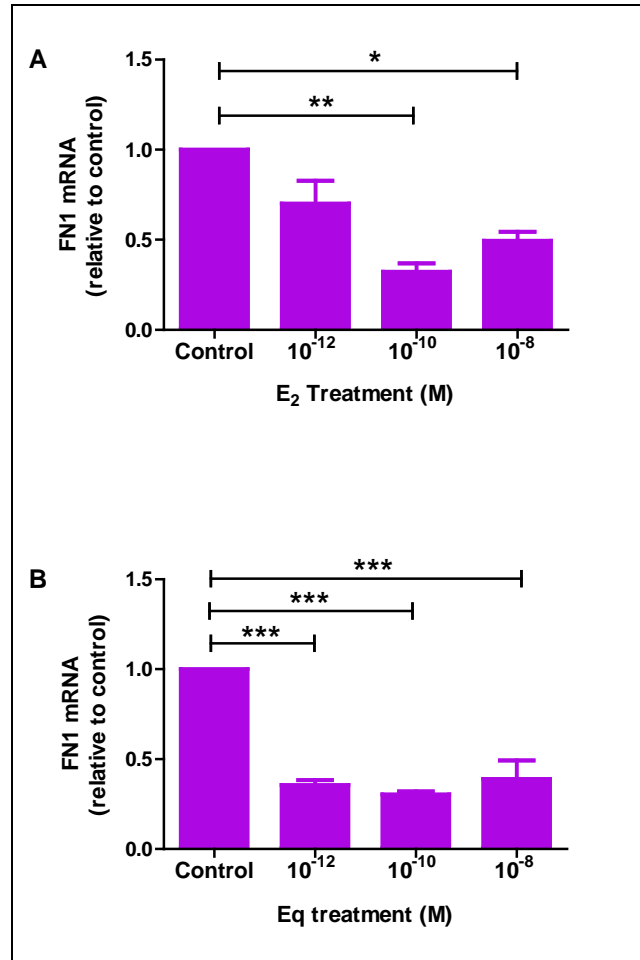 A
FN1 mRNA
(relative to control)
1.5
1.0
0.5
0.0
*
**
Control 10⁻¹² 10⁻¹⁰ 10⁻⁸
E₂ Treatment (M)
B
FN1 mRNA
(relative to control)
1.5
1.0
0.5
0.0
***
***
***
Control 10⁻¹² 10⁻¹⁰ 10⁻⁸
Eq treatment (M)